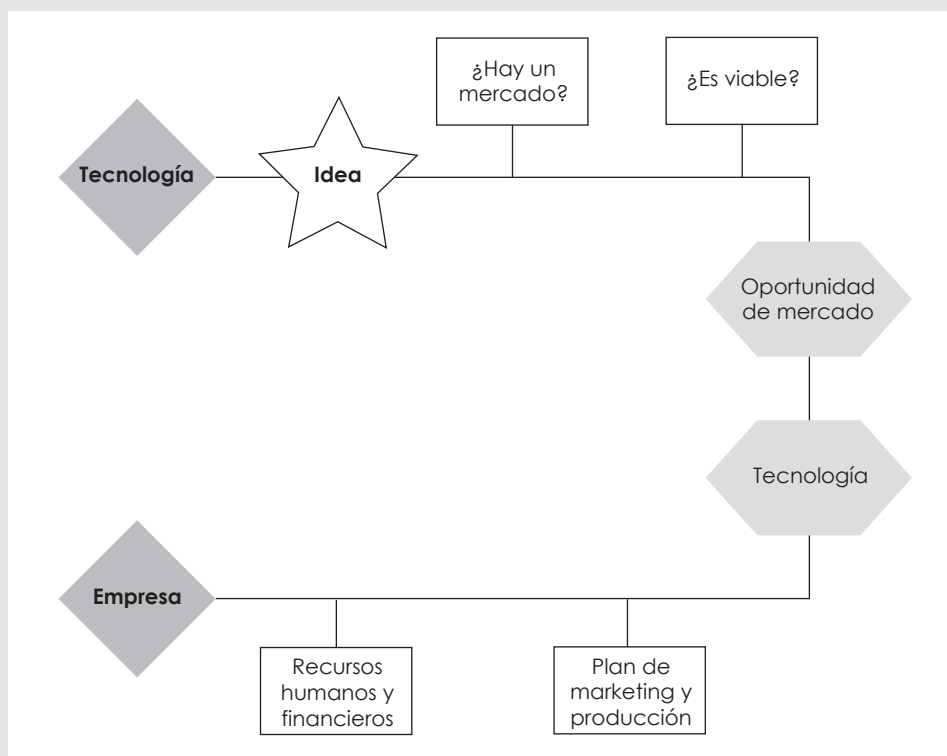 ¿Hay un
mercado?
¿Es viable?
Tecnología
Idea
Oportunidad
de mercado
Tecnología
Empresa
Recursos
humanos y
financieros
Plan de
marketing y
producción